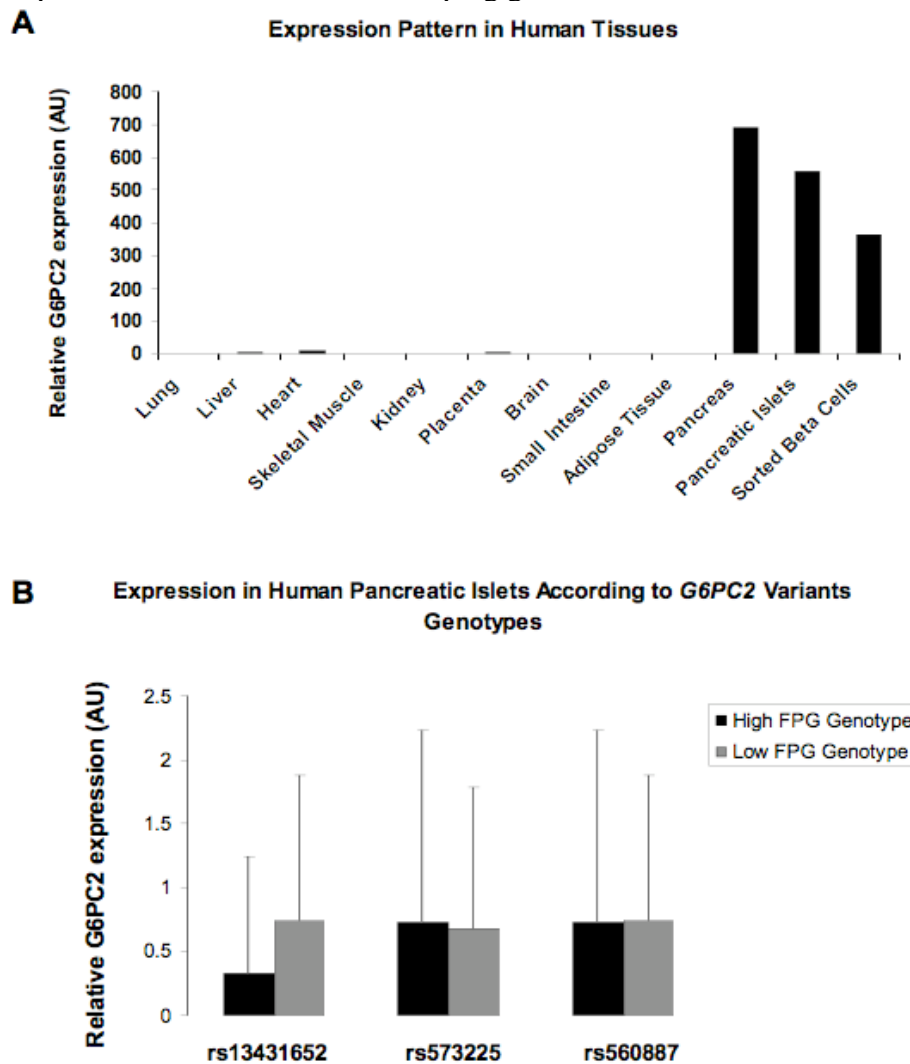 A
Expression Pattern in Human Tissues
Relative G6PC2 expression (AU)
800
700
600
500
400
300
200
100
0
Lung
Liver
Heart
Skeletal Muscle
Kidney
Placenta
Brain
Small Intestine
Adipose Tissue
Pancreas
Pancreatic Islets
Sorted Beta Cells
B
Expression in Human Pancreatic Islets According to G6PC2 Variants
Genotypes
Relative G6PC2 expression (AU)
2.5
2
1.5
1
0.5
0
High FPG Genotype
Low FPG Genotype
rs13431652 rs573225 rs560887